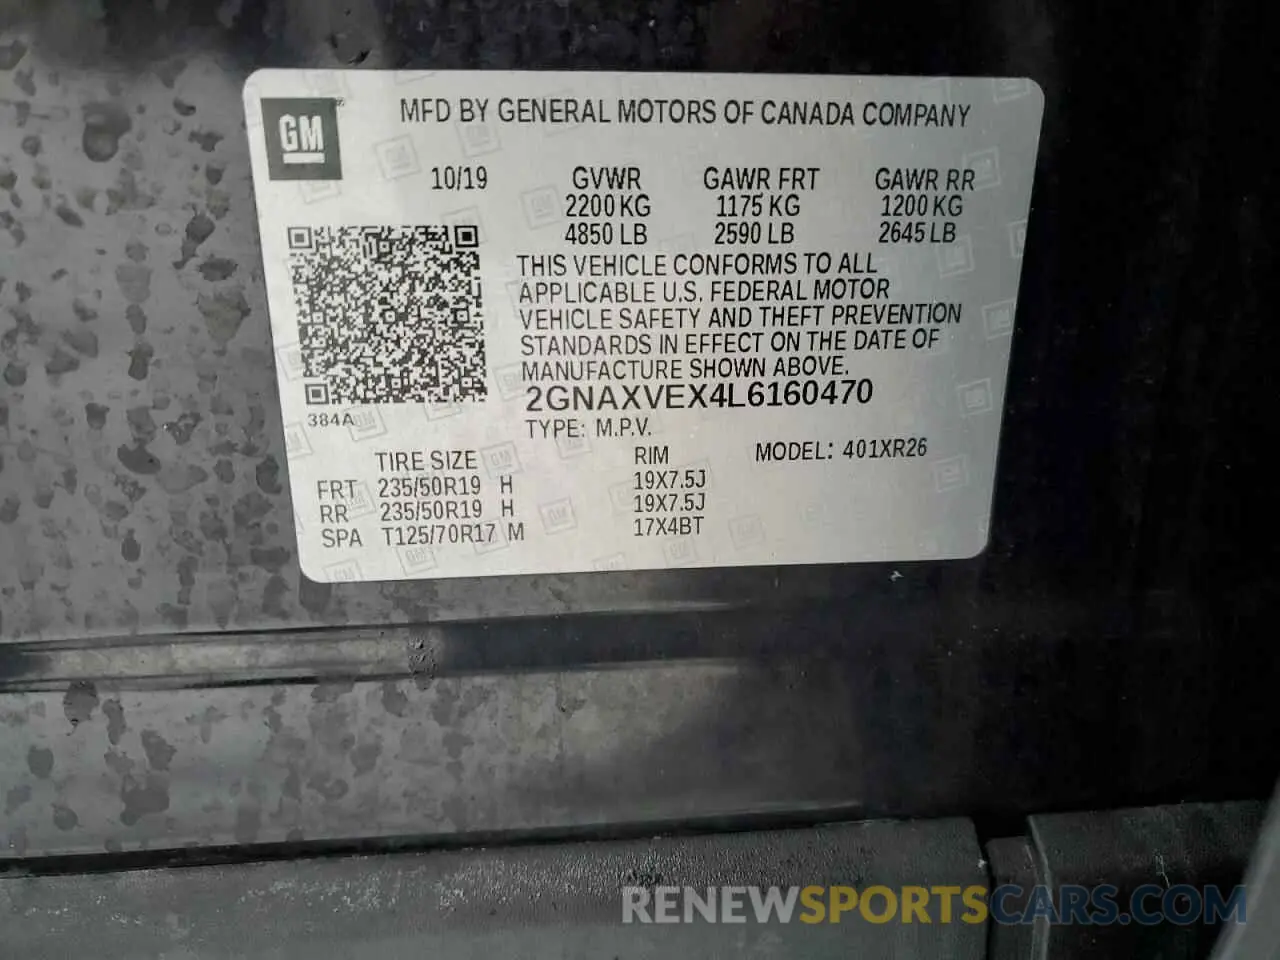 GM
MFD BY GENERAL MOTORS OF CANADA COMPANY
10/19 GVWR GAWR FRT GAWR RR
2200 KG 1175 KG 1200 KG
4850 LB 2590 LB 2645 LB
THIS VEHICLE CONFORMS TO ALL
APPLICABLE U.S. FEDERAL MOTOR
VEHICLE SAFETY AND THEFT PREVENTION
STANDARDS IN EFFECT ON THE DATE OF
MANUFACTURE SHOWN ABOVE.
2GNAXVEX4L6160470
384A
TYPE: M.P.V.
TIRE SIZE RIM MODEL: 401XR26
FRT 235/50R19 H 19X7.5J
RR 235/50R19 H 19X7.5J
SPA T125/70R17 M 17X4BT
RENEWSPORTSCARS.COM